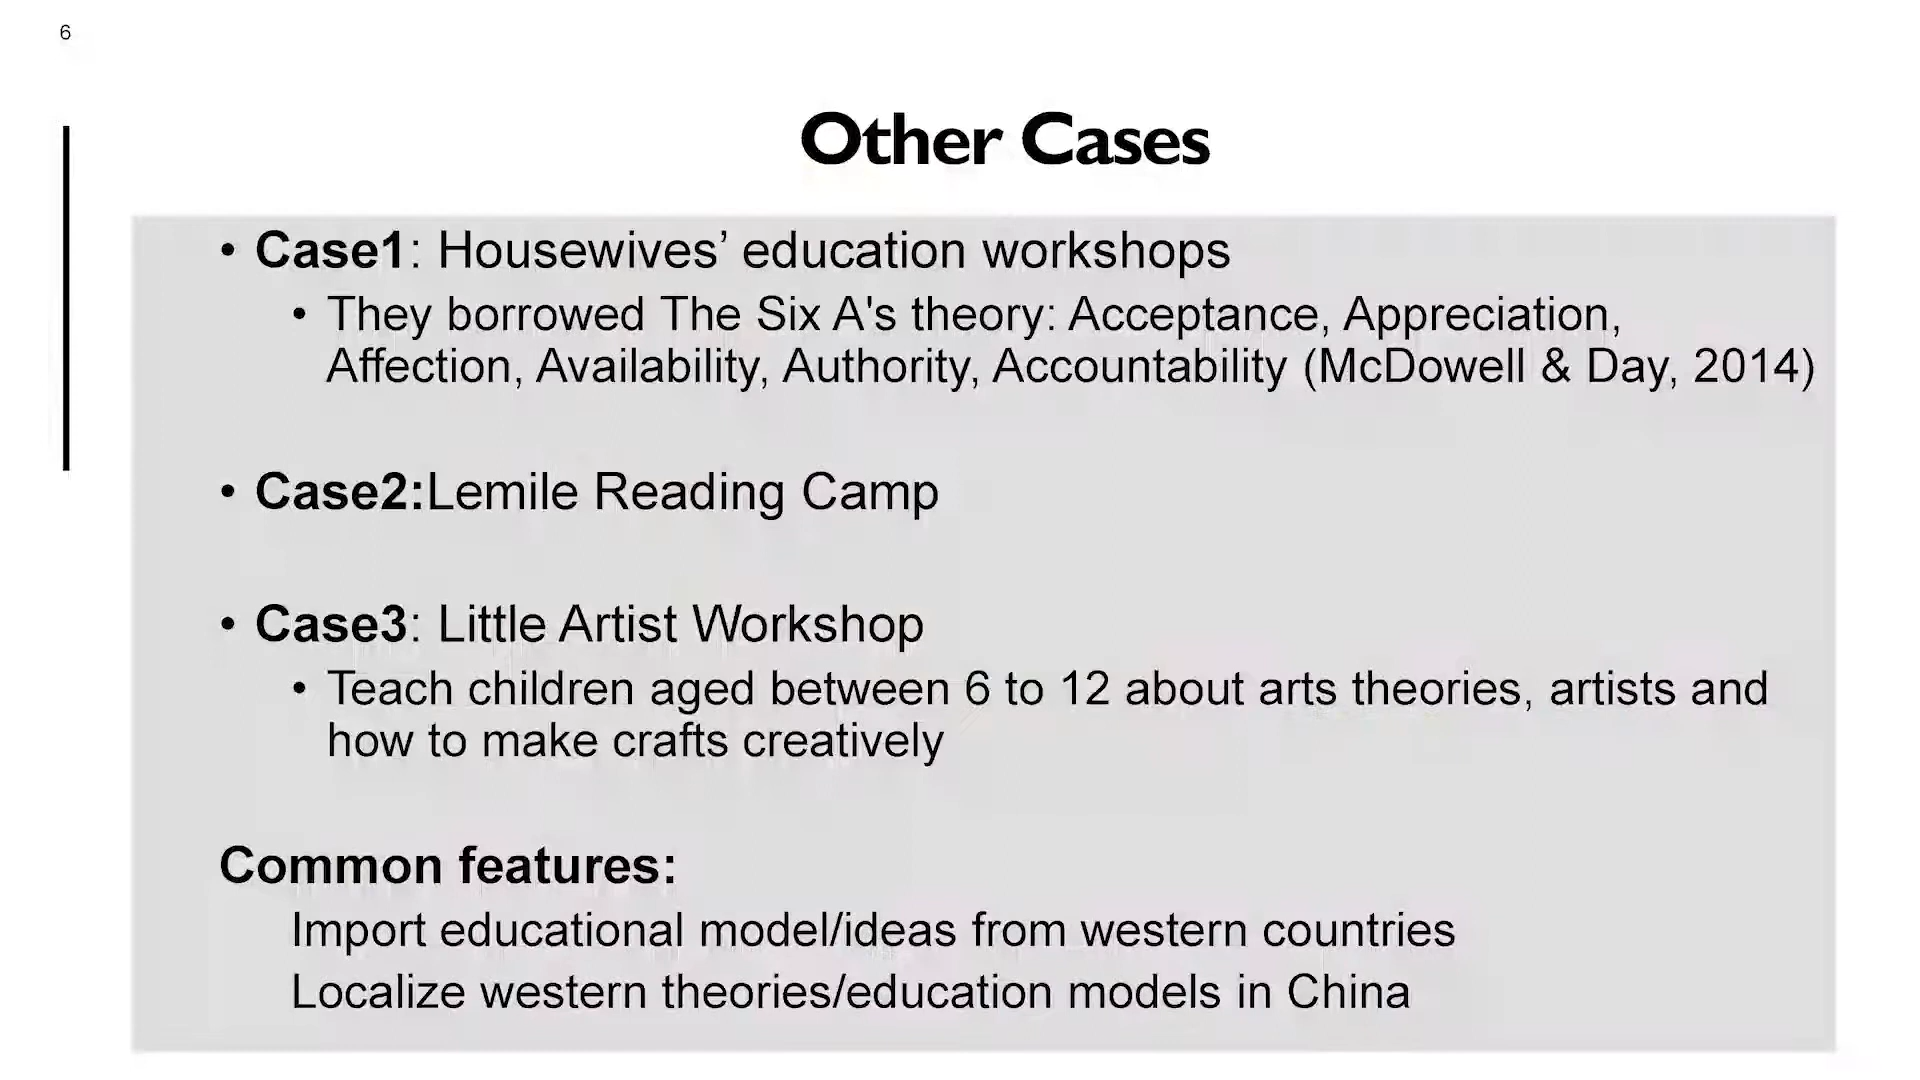 6
Other Cases
• Case1: Housewives’ education workshops
• They borrowed The Six A's theory: Acceptance, Appreciation,
Affection, Availability, Authority, Accountability (McDowell & Day, 2014)
• Case2:Lemile Reading Camp
• Case3: Little Artist Workshop
• Teach children aged between 6 to 12 about arts theories, artists and
how to make crafts creatively
Common features:
Import educational model/ideas from western countries
Localize western theories/education models in China